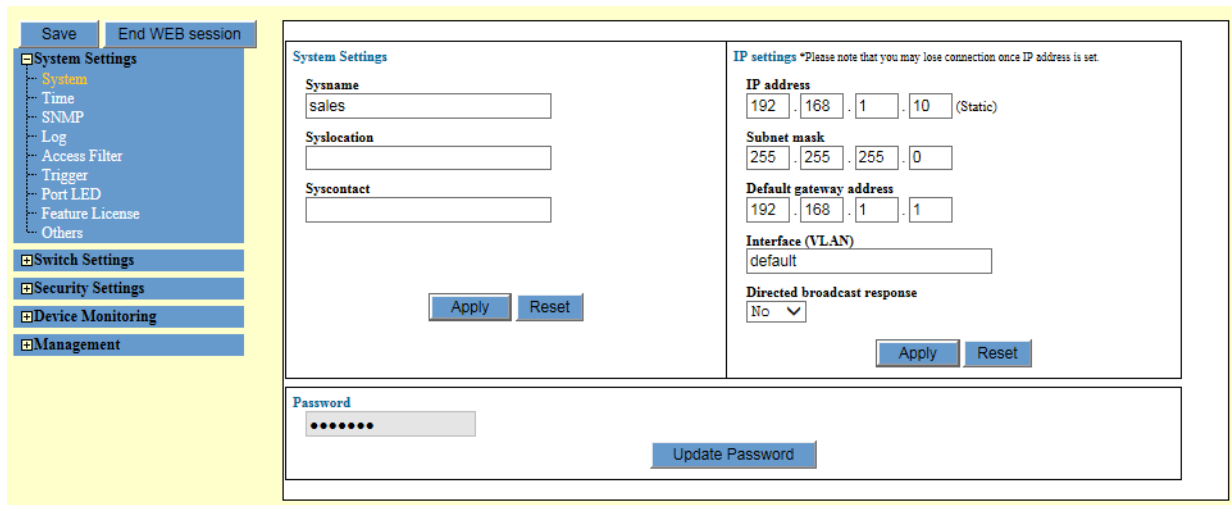 Save End WEB session
System Settings
System
Time
SNMP
Log
Access Filter
Trigger
Port LED
Feature License
Others
Switch Settings
Security Settings
Device Monitoring
Management
System Settings
Sysname
sales
Syslocation
Syscontact
Apply Reset
IP settings *Please note that you may lose connection once IP address is set.
IP address
192 . 168 . 1 . 10 (Static)
Subnet mask
255 . 255 . 255 . 0
Default gateway address
192 . 168 . 1 . 1
Interface (VLAN)
default
Directed broadcast response
No
Apply Reset
Password
●●●●●●●
Update Password